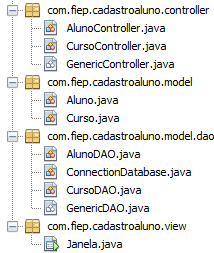 com.fiep.cadastroaluno.controller
AlunoController.java
CursoController.java
GenericController.java
com.fiep.cadastroaluno.model
Aluno.java
Curso.java
com.fiep.cadastroaluno.model.dao
AlunoDAO.java
ConnectionDatabase.java
CursoDAO.java
GenericDAO.java
com.fiep.cadastroaluno.view
Janela.java